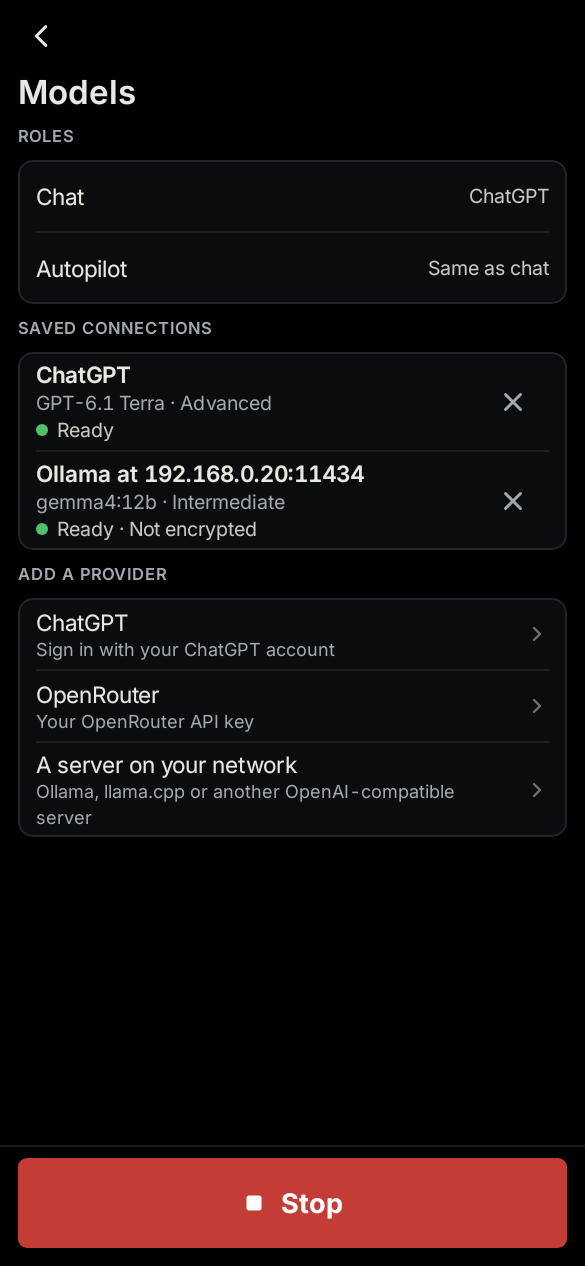 Models
ROLES
Chat
ChatGPT
Autopilot
Same as chat
SAVED CONNECTIONS
ChatGPT
GPT-6.1 Terra · Advanced
Ready
Ollama at 192.168.0.20:11434
gemma4:12b · Intermediate
Ready · Not encrypted
ADD A PROVIDER
ChatGPT
Sign in with your ChatGPT account
OpenRouter
Your OpenRouter API key
A server on your network
Ollama, llama.cpp or another OpenAI-compatible
server
Stop